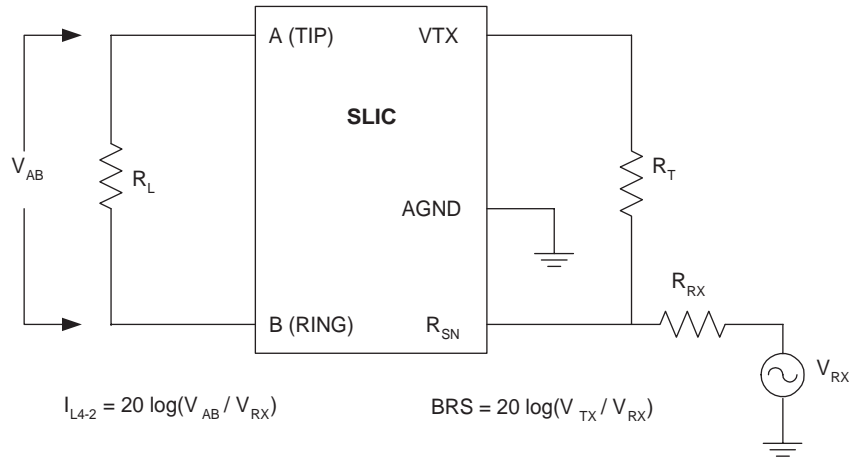 A (TIP)
VTX
SLIC
V_AB
R_L
R_T
AGND
R_RX
B (RING)
R_SN
V_RX
I_L4-2 = 20 log(V_AB / V_RX)
BRS = 20 log(V_TX / V_RX)